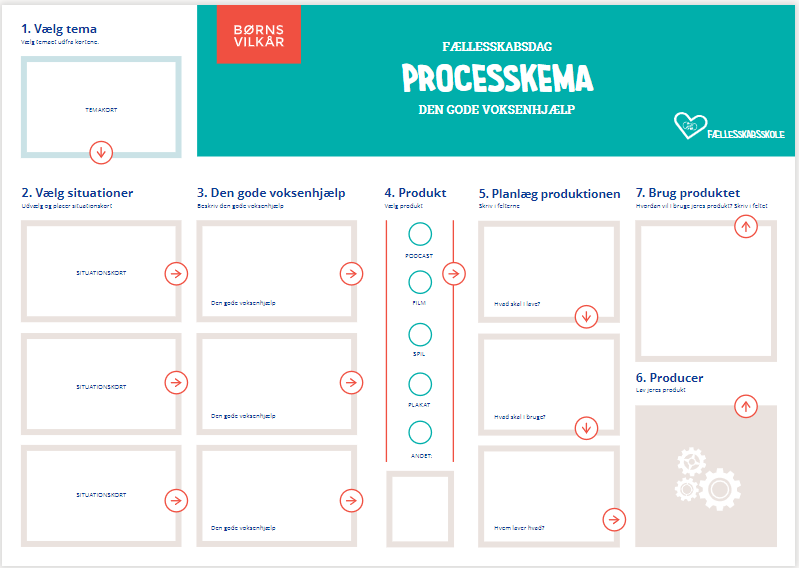 1. Vælg tema
Vælg temaet udfra kortene.
TEMAKORT
BØRNS
VILKÅR
FÆLLESSKABSDAG
PROCESSKEMA
DEN GODE VOKSENHJÆLP
FÆLLESSKABSSKOLE
2. Vælg situationer
Udvælg og placer situationskort
SITUATIONSKORT
SITUATIONSKORT
SITUATIONSKORT
3. Den gode voksenhjælp
Beskriv den gode voksenhjælp
Den gode voksenhjælp
Den gode voksenhjælp
Den gode voksenhjælp
4. Produkt
Vælg produkt
PODCAST
FILM
SPIL
PLAKAT
ANDET:
5. Planlæg produktionen
Skriv i felterne
Hvad skal I lave?
Hvad skal I bruge?
Hvem laver hvad?
7. Brug produktet
Hvordan vil I bruge jeres produkt? Skriv i feltet
6. Producer
Lav jeres produkt